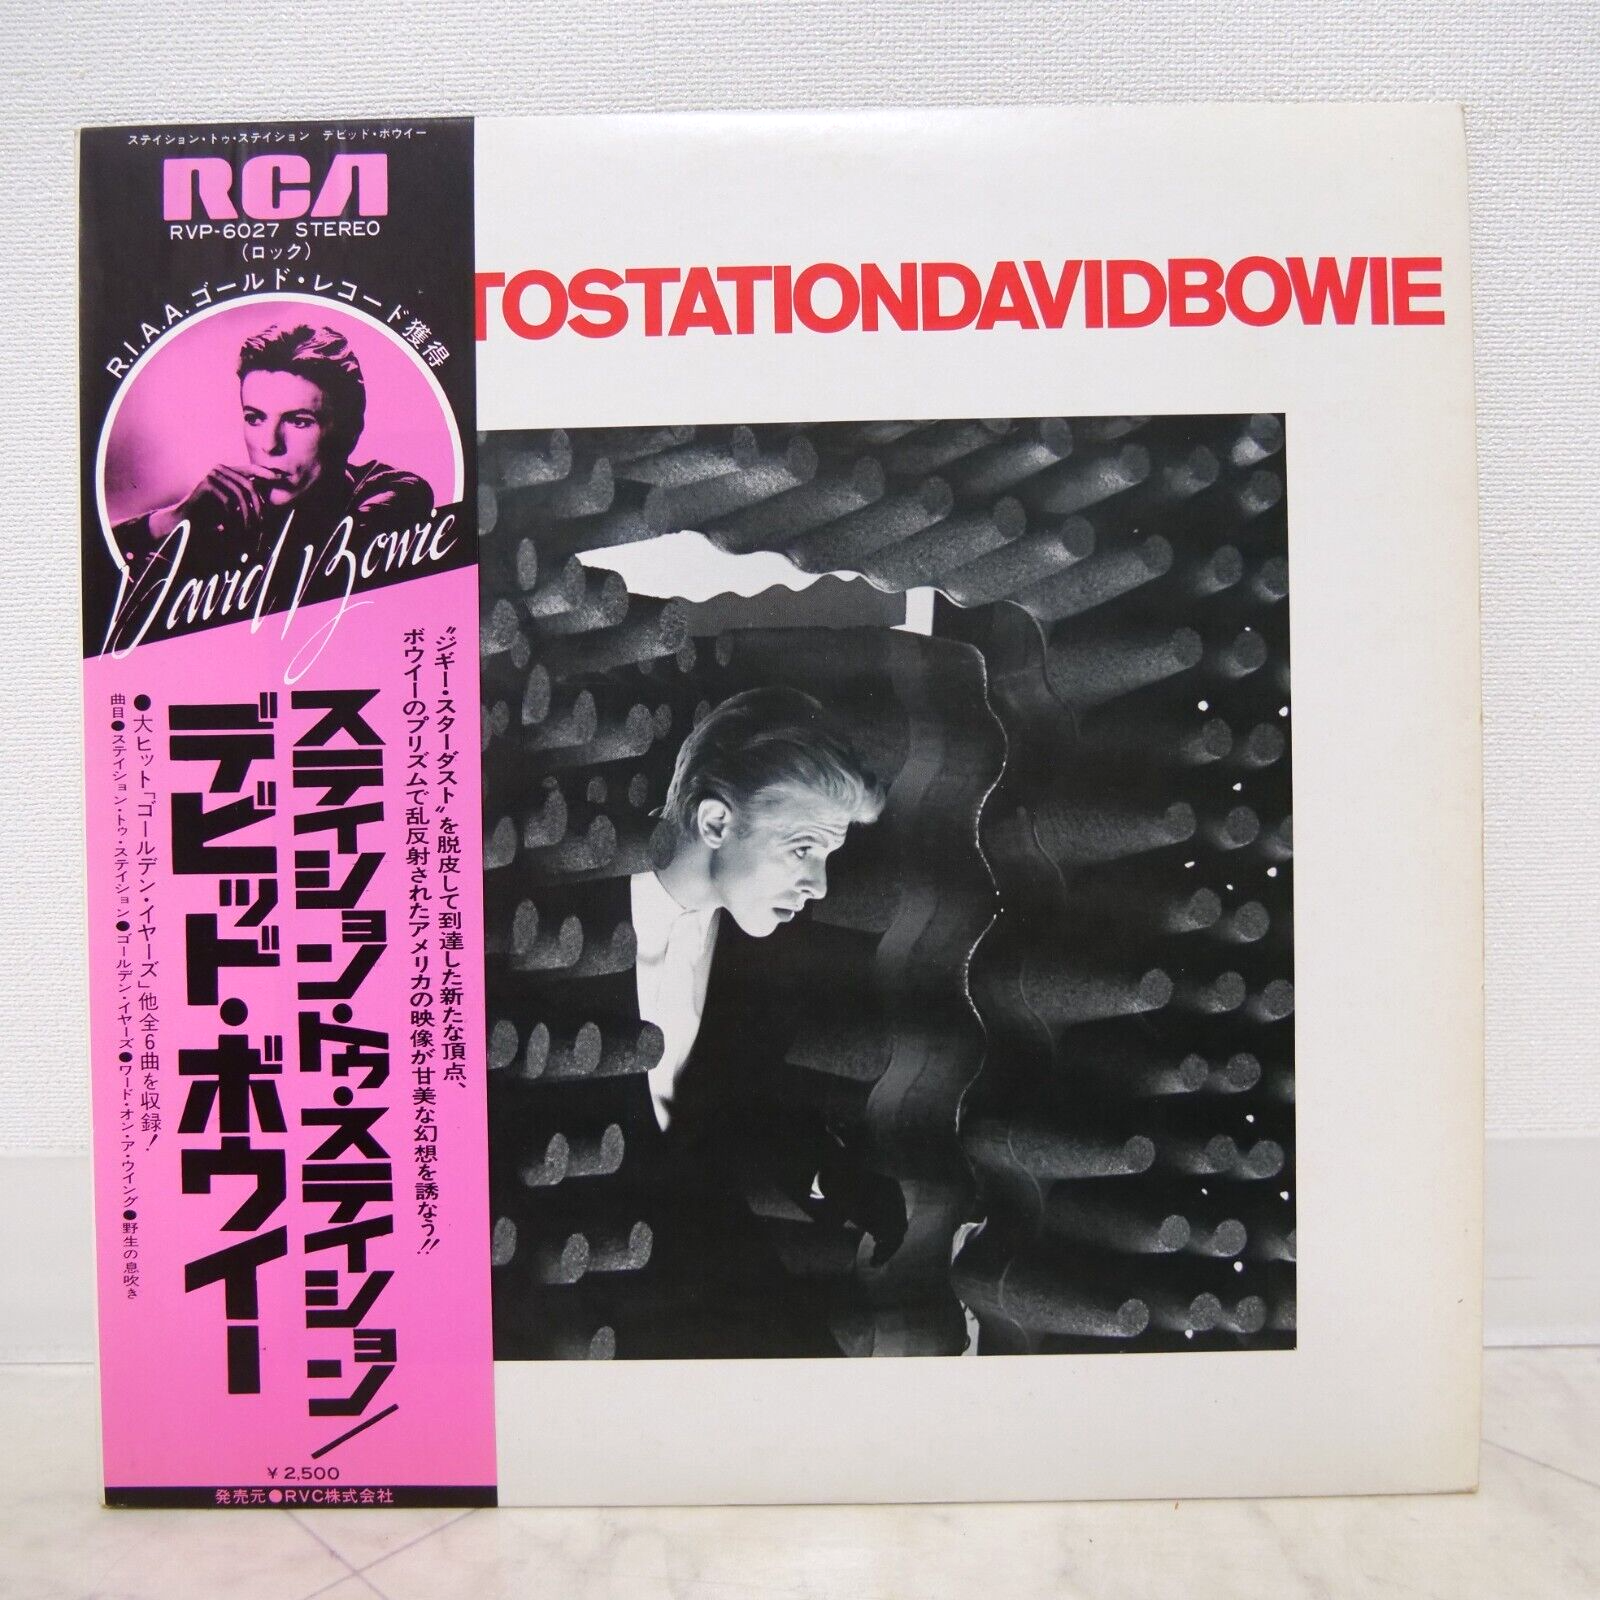 ステイション・トゥ・ステイション デビッド・ボウイー
RCA
RVP-6027 STEREO
(ロック)
R.I.A.A.ゴールド・レコード獲得
David Bowie
TOSTATIONDAVIDBOWIE
"ジギー・スターダスト"を脱皮して到達した新たな頂点、
ボウイーのプリズムで乱反射されたアメリカの映像が甘美な幻想を誘なう!!
ステイション・トゥ・ステイション/
デビッド・ボウイー
●大ヒット「ゴールデン・イヤーズ」他全6曲を収録!
曲目●ステイション・トゥ・ステイション●ゴールデン・イヤーズ●ワード・オン・ア・ウイング●野生の息吹き
¥2,500
発売元●RVC株式会社